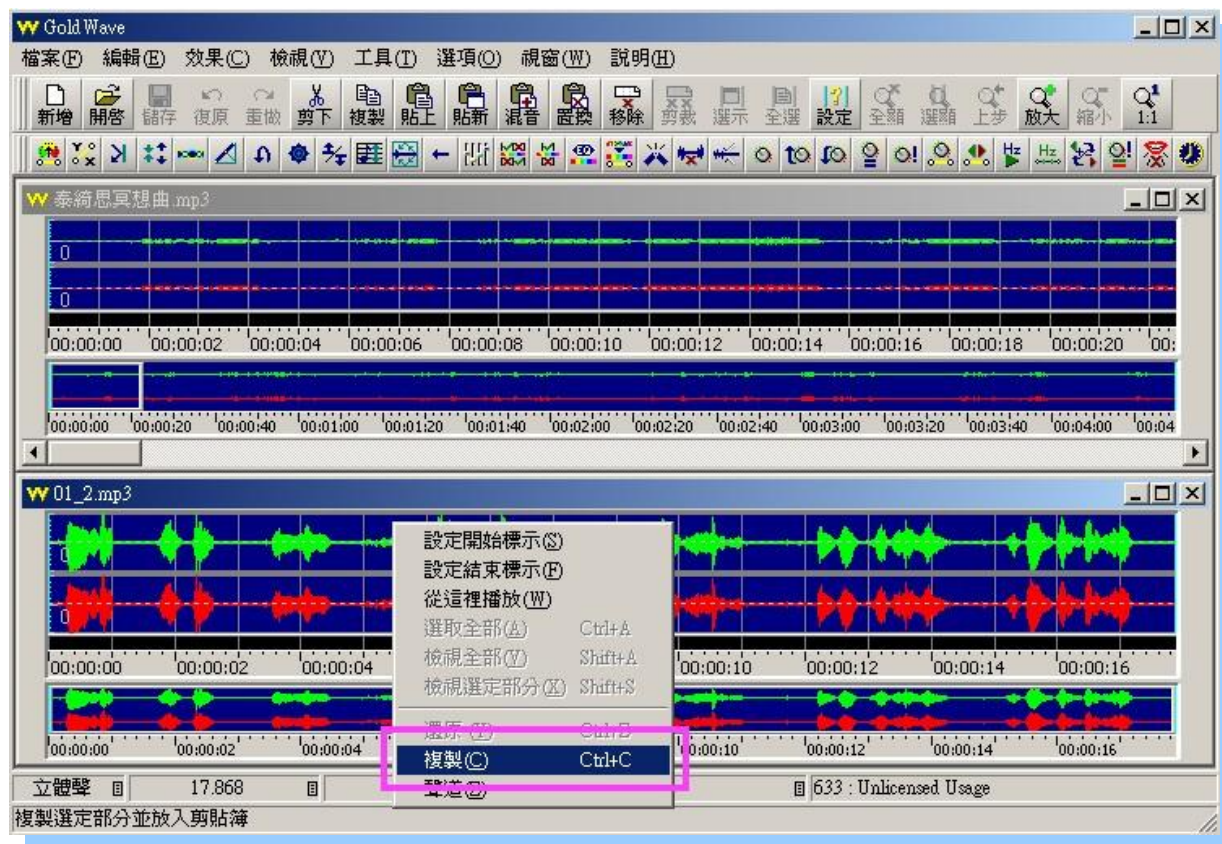 Gold Wave
檔案(F) 編輯(E) 效果(C) 檢視(V) 工具(T) 選項(O) 視窗(W) 說明(H)
新增 開啓 儲存 復原 重做 剪下 複製 貼上 貼新 混音 置換 移除 剪裁 選示 全選 設定 全顯 選顯 上步 放大 縮小 1:1
泰綺思冥想曲.mp3
0
0
00:00:00 00:00:02 00:00:04 00:00:06 00:00:08 00:00:10 00:00:12 00:00:14 00:00:16 00:00:18 00:00:20 00:
00:00:00 00:00:20 00:00:40 00:01:00 00:01:20 00:01:40 00:02:00 00:02:20 00:02:40 00:03:00 00:03:20 00:03:40 00:04:00 00:04
01_2.mp3
0
0
設定開始標示(S)
設定結束標示(F)
從這裡播放(W)
選取全部(A) Ctrl+A
檢視全部(V) Shift+A
檢視選定部分(X) Shift+S
複製(C) Ctrl+C
00:00:00 00:00:02 00:00:04 00:00:10 00:00:12 00:00:14 00:00:16
00:00:00 00:00:02 00:00:04 0:00:10 00:00:12 00:00:14 00:00:16
立體聲 17.868 633 : Unlicensed Usage
複製選定部分並放入剪貼簿